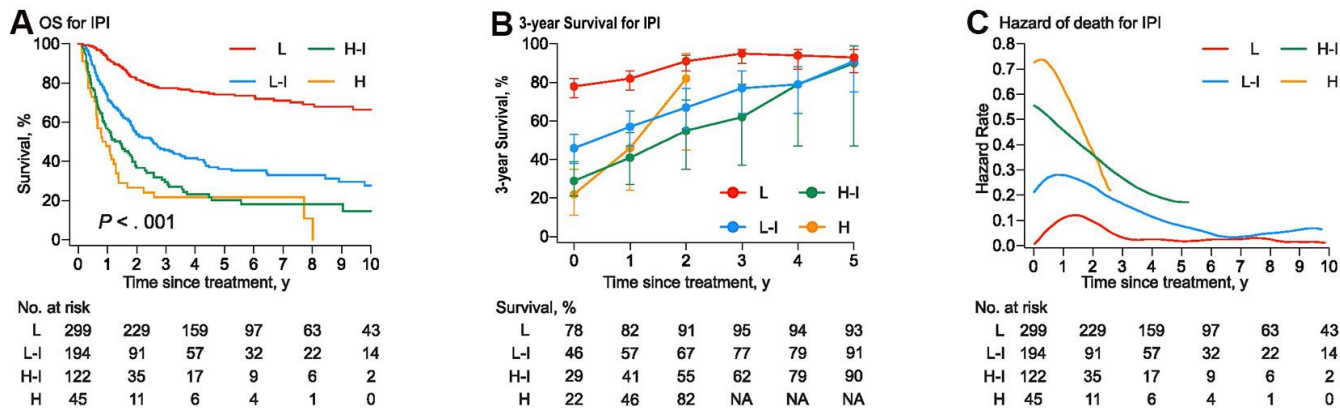 A OS for IPI
L H-I
L-I H
100
80
60
40
20
0
Survival, %
P < . 001
0 1 2 3 4 5 6 7 8 9 10
Time since treatment, y
No. at risk
L 299 229 159 97 63 43
L-I 194 91 57 32 22 14
H-I 122 35 17 9 6 2
H 45 11 6 4 1 0
B 3-year Survival for IPI
100
80
60
40
20
0
3-year Survival, %
L H-I
L-I H
0 1 2 3 4 5
Time since treatment, y
Survival, %
L 78 82 91 95 94 93
L-I 46 57 67 77 79 91
H-I 29 41 55 62 79 90
H 22 46 82 NA NA NA
C Hazard of death for IPI
L H-I
L-I H
0.8
0.7
0.6
0.5
0.4
0.3
0.2
0.1
0.0
Hazard Rate
0 1 2 3 4 5 6 7 8 9 10
Time since treatment, y
No. at risk
L 299 229 159 97 63 43
L-I 194 91 57 32 22 14
H-I 122 35 17 9 6 2
H 45 11 6 4 1 0